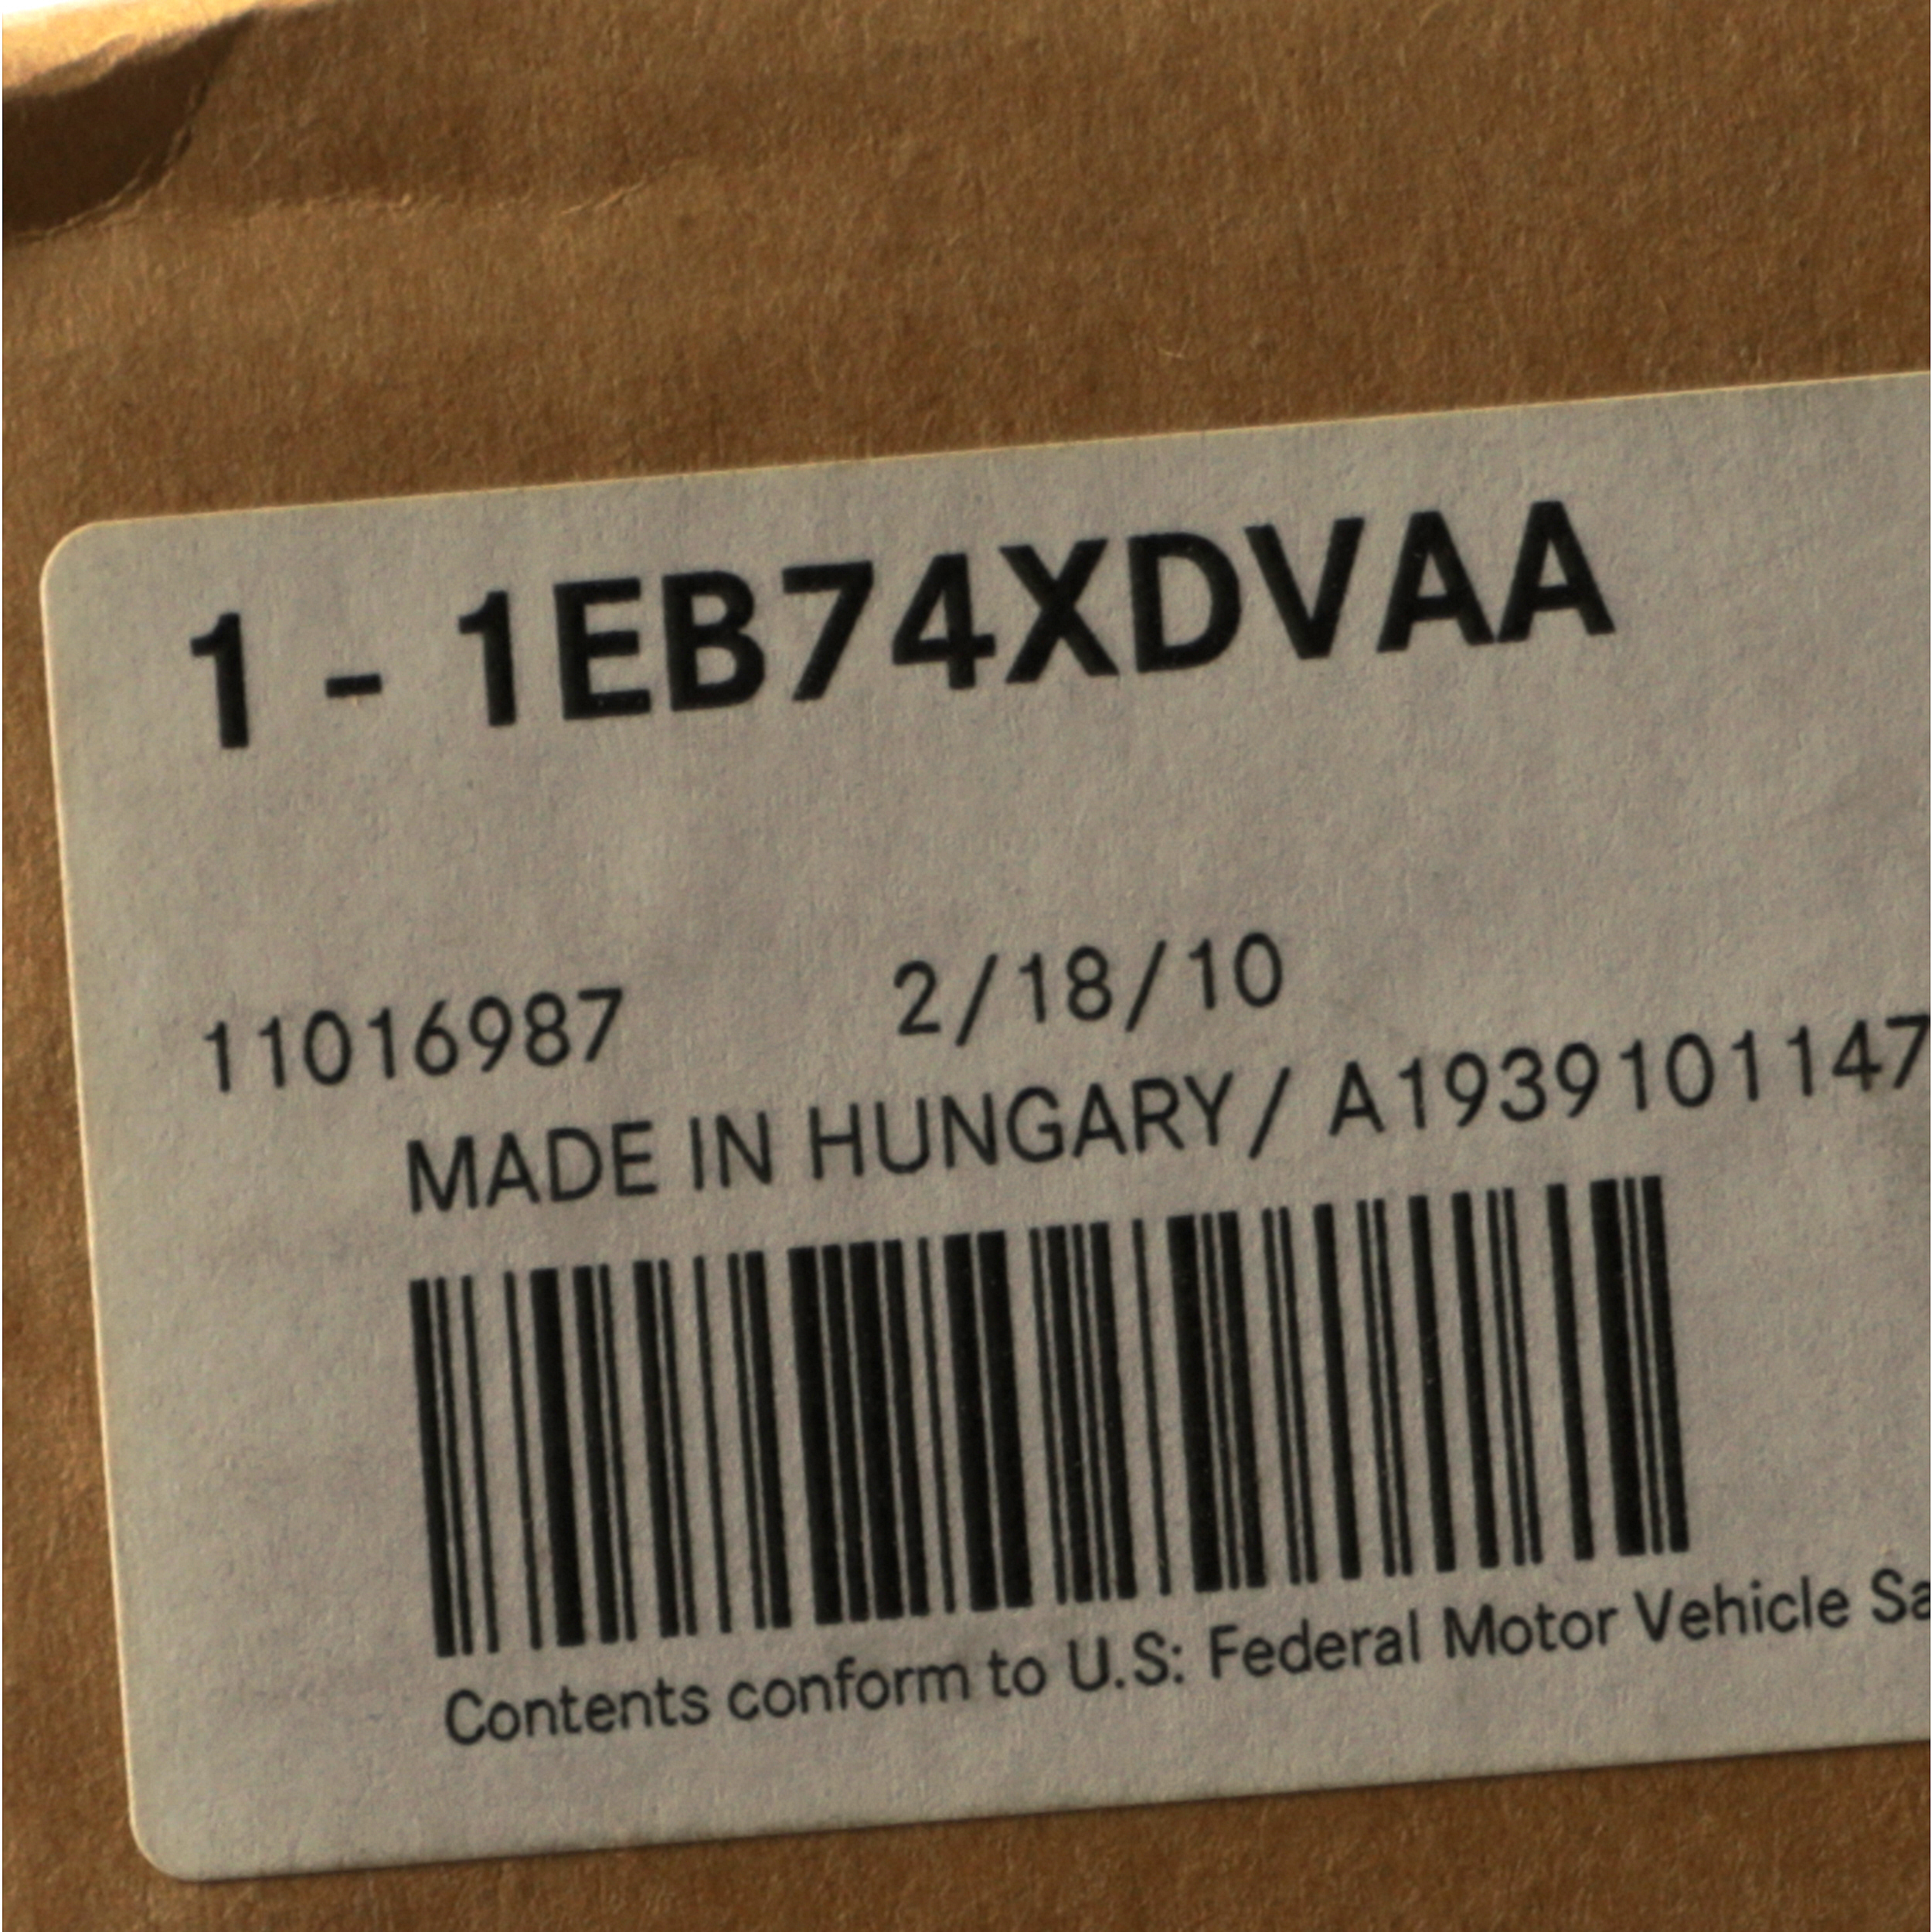 1 - 1EB74XDVAA
11016987 2/18/10
MADE IN HUNGARY/ A1939101147
Contents conform to U.S: Federal Motor Vehicle